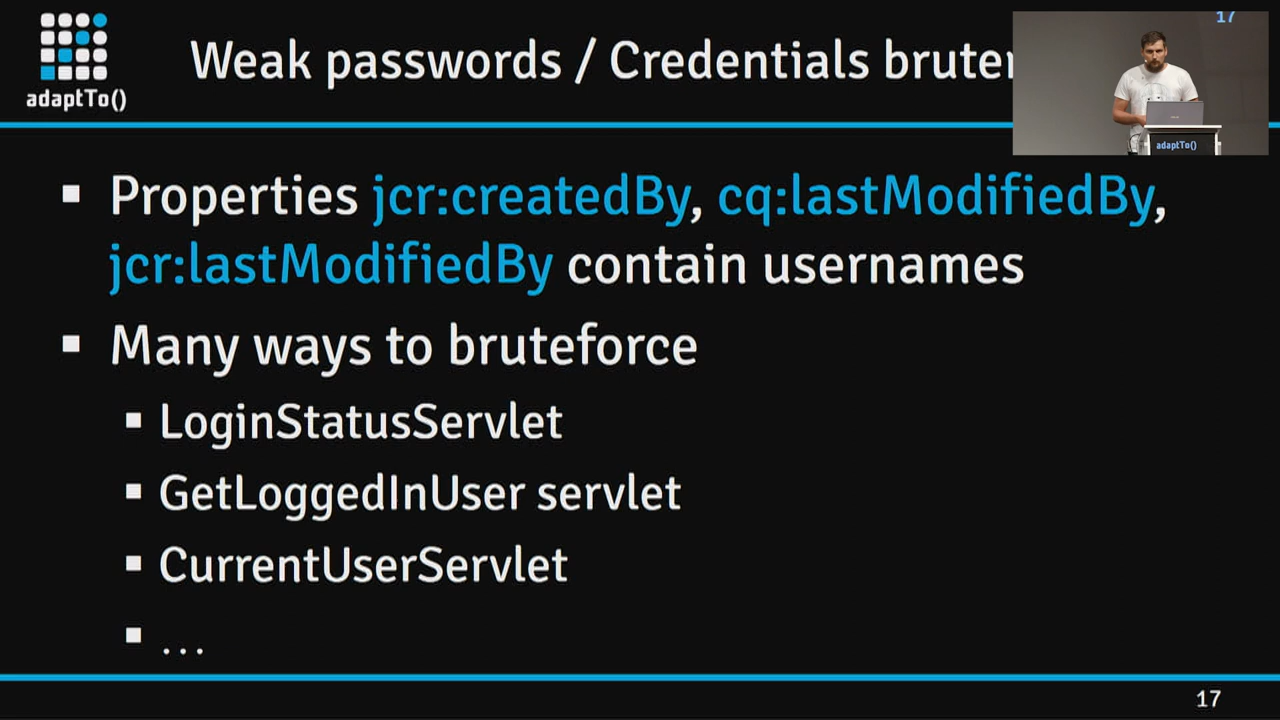 adaptTo()
Weak passwords / Credentials
17
adaptTo()
▪ Properties jcr:createdBy, cq:lastModifiedBy,
jcr:lastModifiedBy contain usernames
▪ Many ways to bruteforce
▪ LoginStatusServlet
▪ GetLoggedInUser servlet
▪ CurrentUserServlet
▪ ...
17